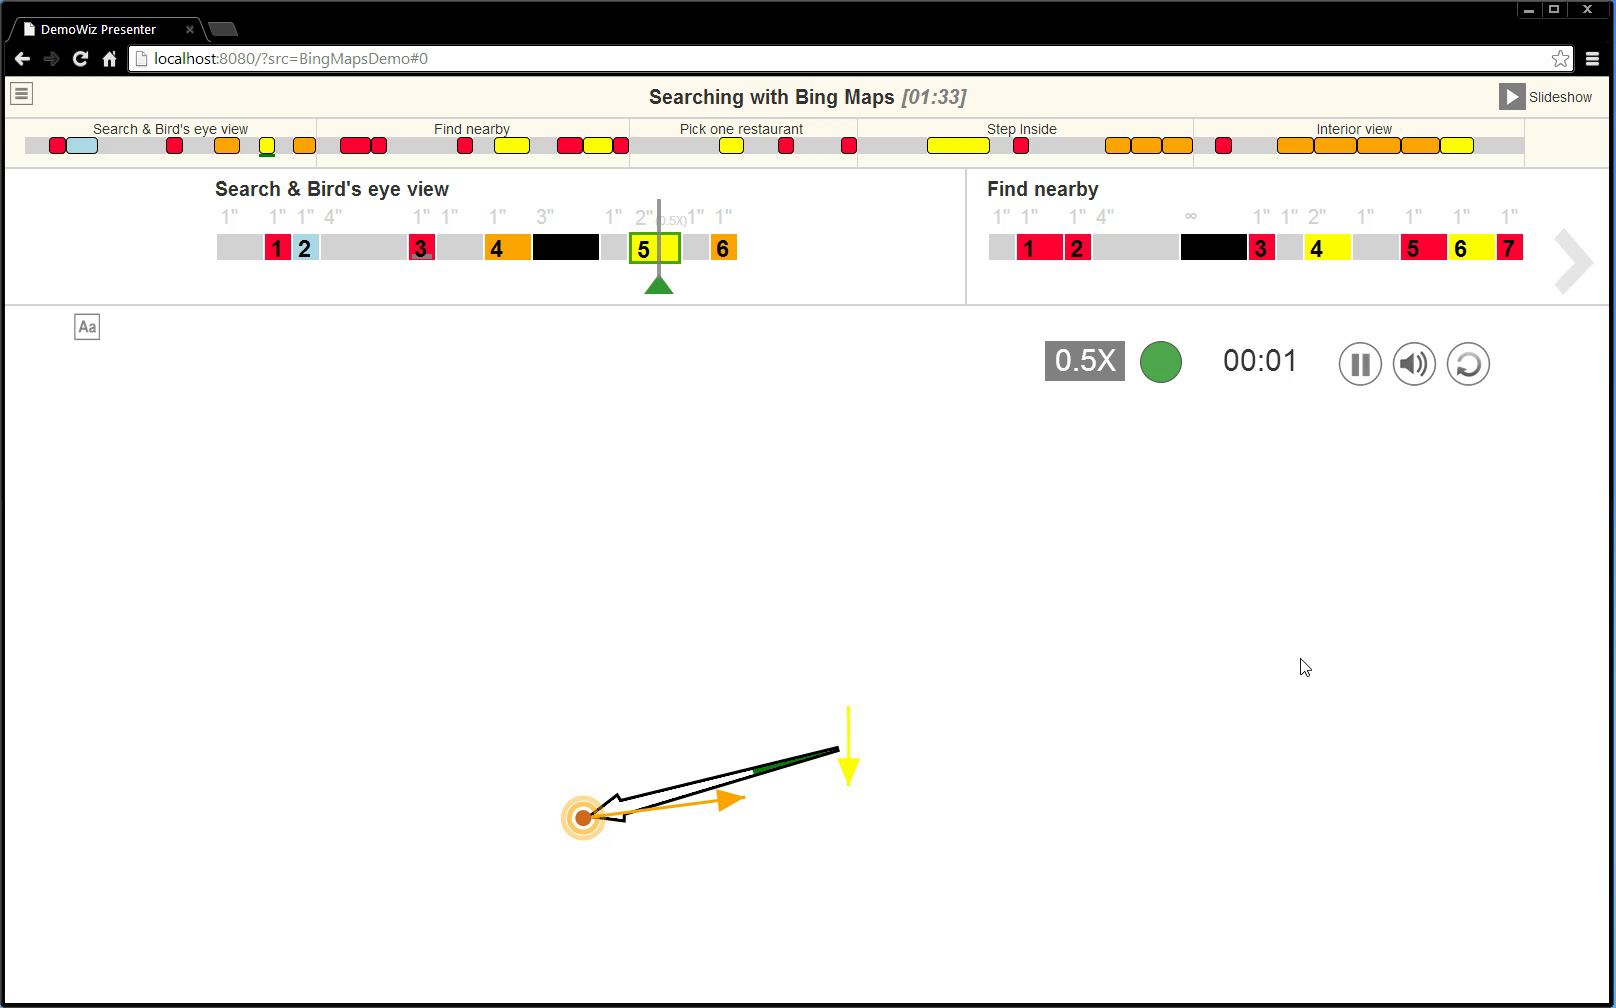 DemoWiz Presenter
localhost:8080/?src=BingMapsDemo#0
Searching with Bing Maps [01:33]
Slideshow
Search & Bird's eye view Find nearby Pick one restaurant Step Inside Interior view
Search & Bird's eye view
1" 1" 1" 4" 1" 1" 1" 3" 1" 2" (0.5X) 1" 1"
1 2 3 4 5 6
Find nearby
1" 1" 1" 4" ∞ 1" 1" 2" 1" 1" 1" 1"
1 2 3 4 5 6 7
Aa
0.5X 00:01